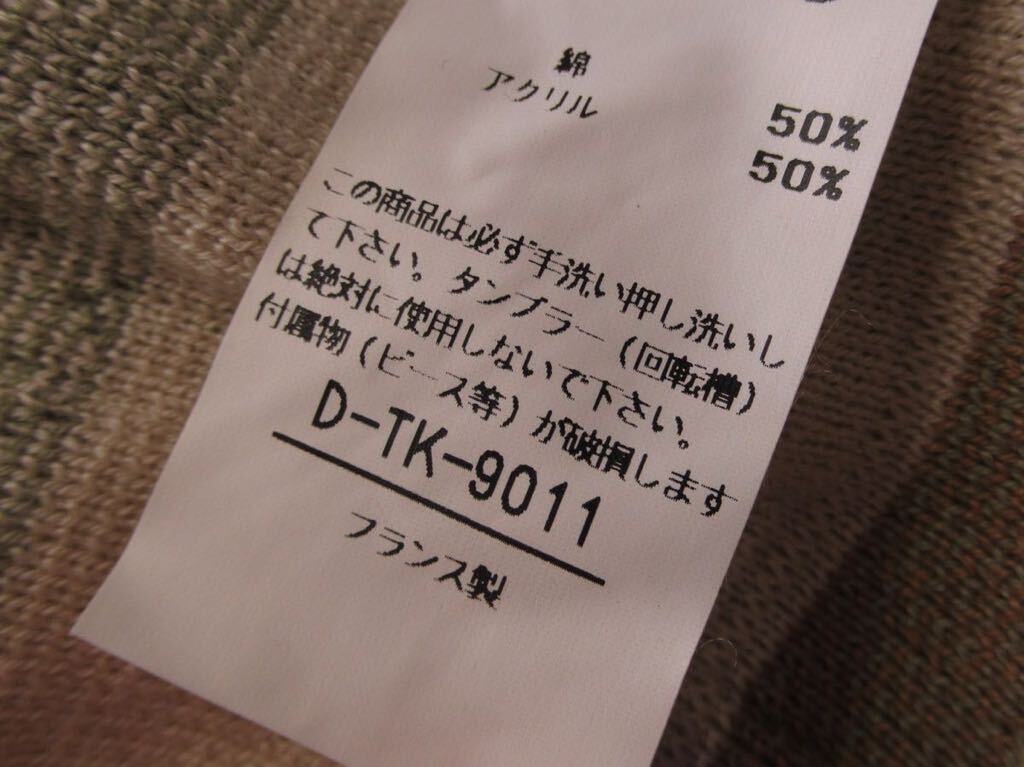 綿 50%
アクリル 50%
この商品は必ず手洗い押し洗いし
て下さい。タンブラー(回転槽)
は絶対に使用しないで下さい。
付属物(ビース等)が破損します
D-TK-9011
フランス製